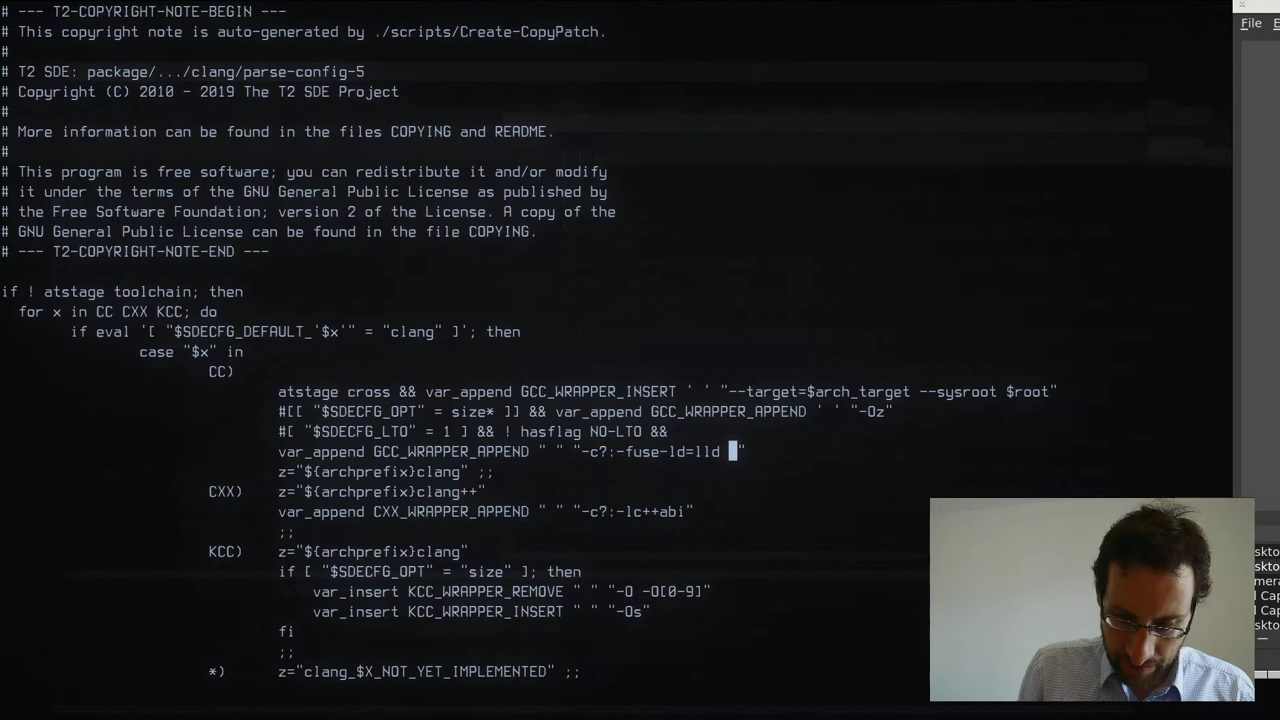 # --- T2-COPYRIGHT-NOTE-BEGIN ---
# This copyright note is auto-generated by ./scripts/Create-CopyPatch.
#
# T2 SDE: package/.../clang/parse-config-5
# Copyright (C) 2010 - 2019 The T2 SDE Project
#
# More information can be found in the files COPYING and README.
#
# This program is free software; you can redistribute it and/or modify
# it under the terms of the GNU General Public License as published by
# the Free Software Foundation; version 2 of the License. A copy of the
# GNU General Public License can be found in the file COPYING.
# --- T2-COPYRIGHT-NOTE-END ---
if ! atstage toolchain; then
for x in CC CXX KCC; do
if eval '[ "$SDECFG_DEFAULT_'$x'" = "clang" ]'; then
case "$x" in
CC)
atstage cross && var_append GCC_WRAPPER_INSERT ' ' "--target=$arch_target --sysroot $root"
#[[ "$SDECFG_OPT" = size* ]] && var_append GCC_WRAPPER_APPEND ' ' "-Oz"
#[ "$SDECFG_LTO" = 1 ] && ! hasflag NO-LTO &&
var_append GCC_WRAPPER_APPEND " " "-c?:-fuse-ld=lld "
z="${archprefix}clang" ;;
CXX) z="${archprefix}clang++"
var_append CXX_WRAPPER_APPEND " " "-c?:-lc++abi"
;;
KCC) z="${archprefix}clang"
if [ "$SDECFG_OPT" = "size" ]; then
var_insert KCC_WRAPPER_REMOVE " " "-O -O[0-9]"
var_insert KCC_WRAPPER_INSERT " " "-Os"
fi
;;
*) z="clang_$X_NOT_YET_IMPLEMENTED" ;;
File E
skto
skto
mera
l Cap
l Cap
skto